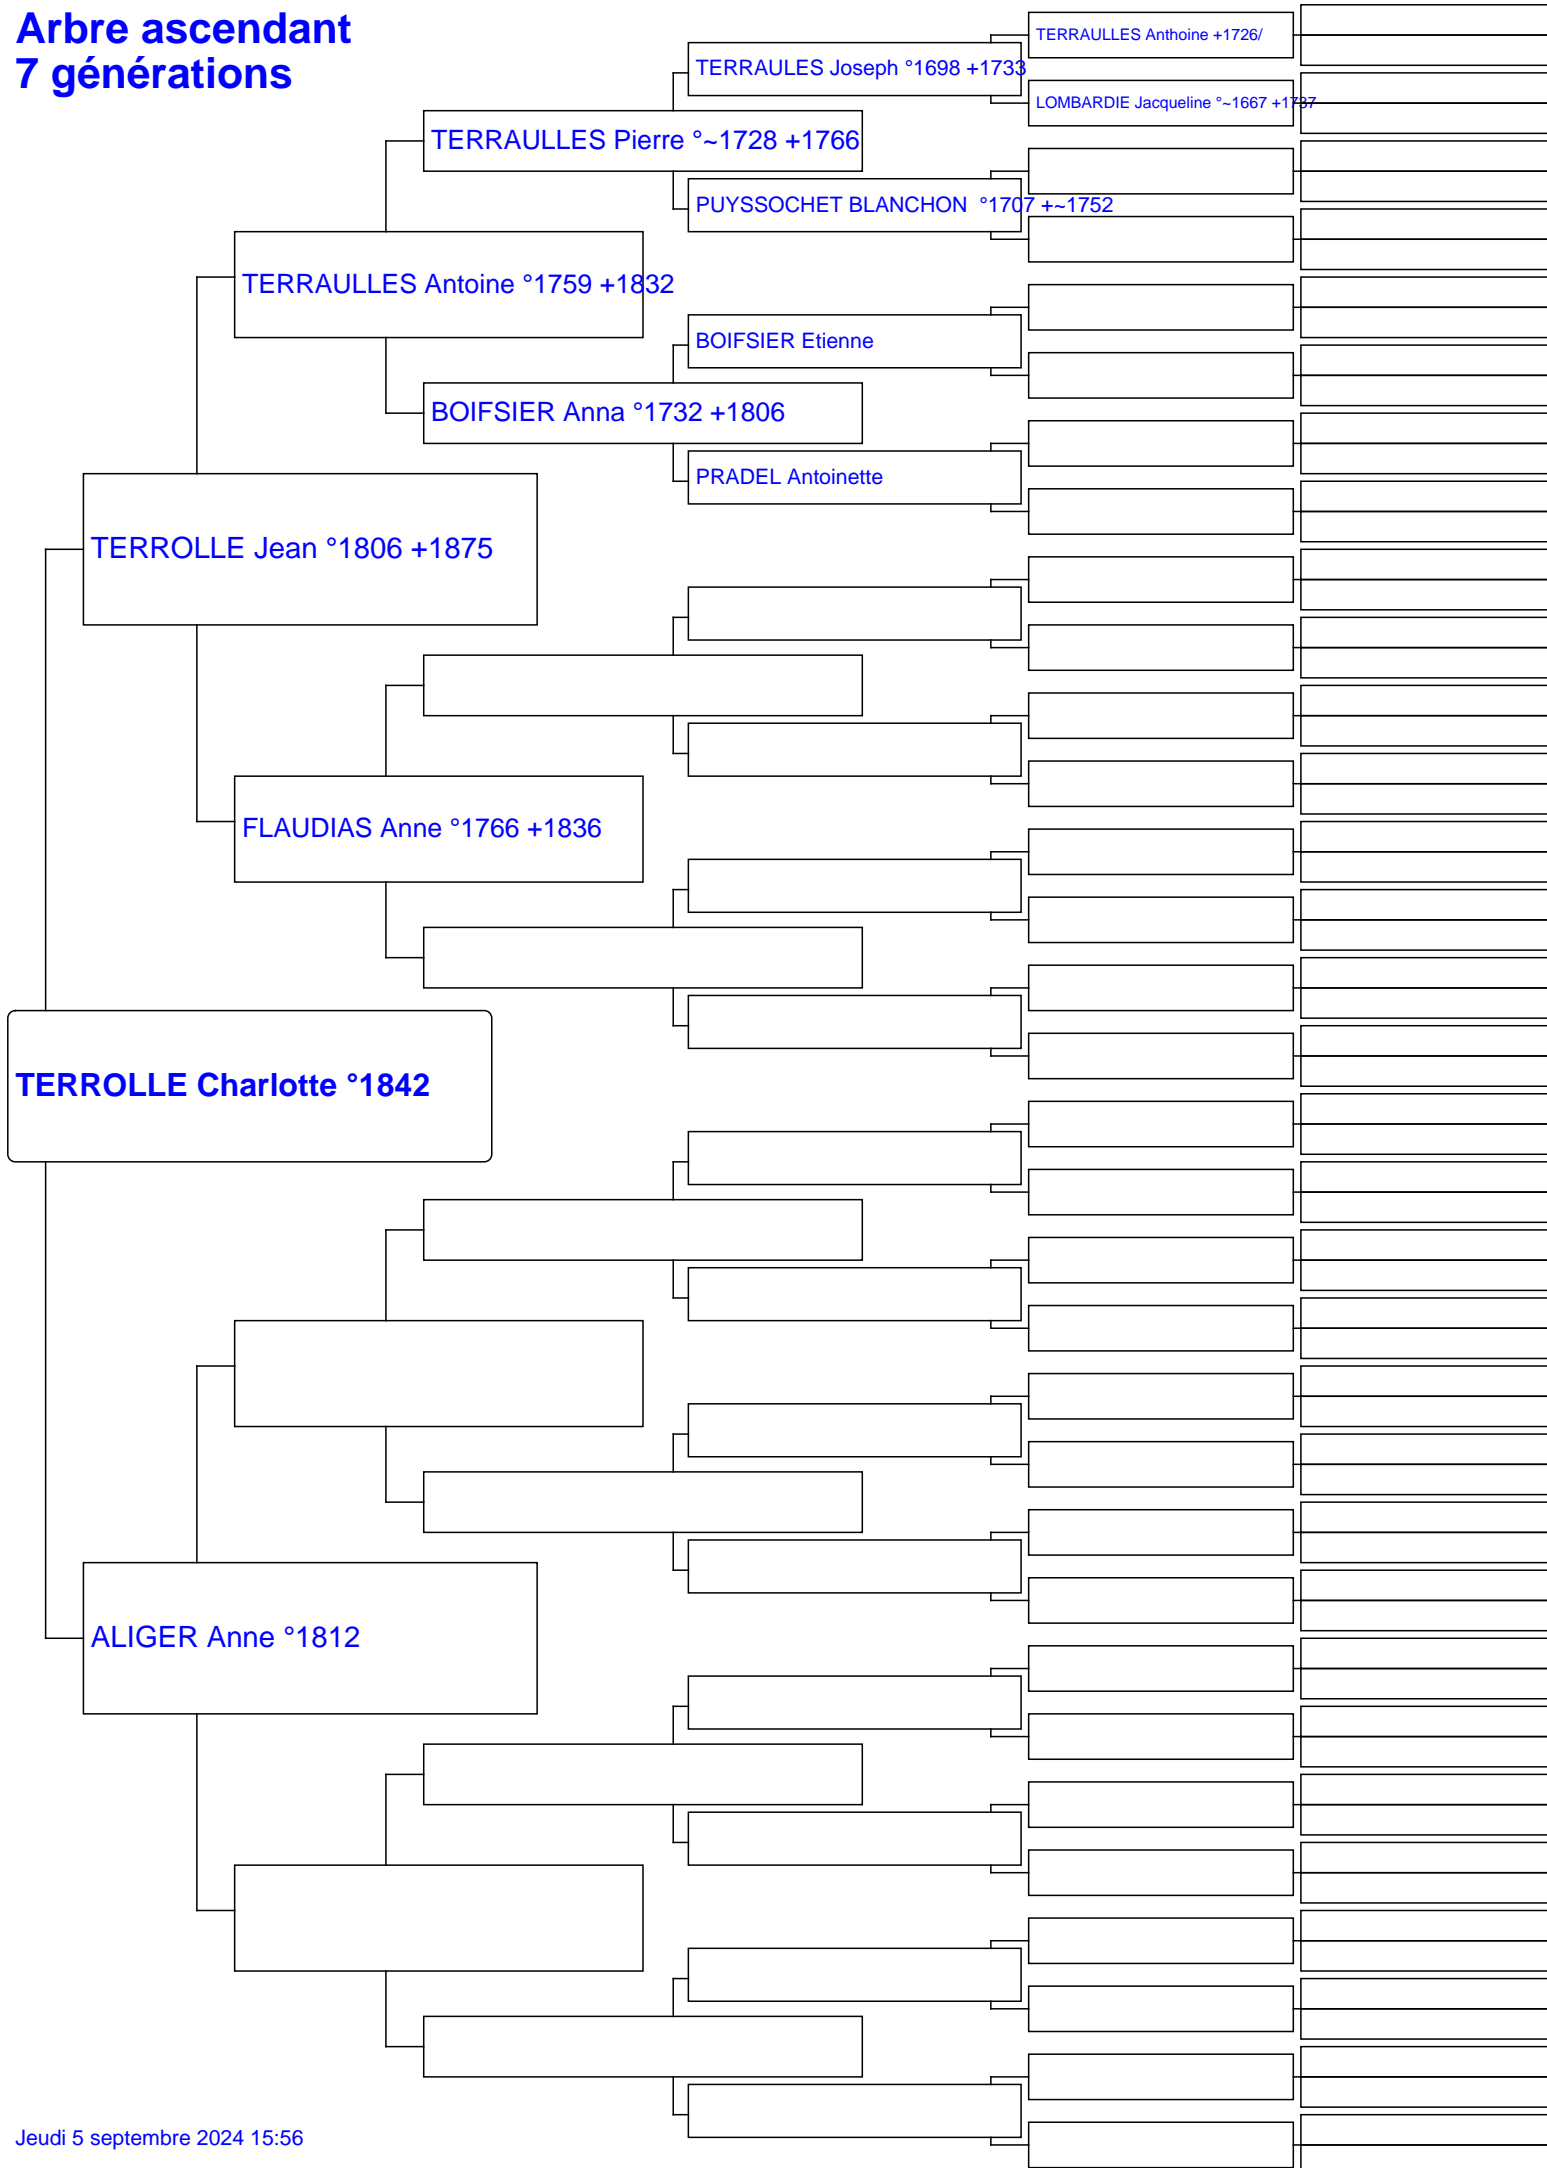 Arbre ascendant
7 générations
TERRAULLES Anthoine +1726/
TERRAULES Joseph °1698 +1733
LOMBARDIE Jacqueline °~1667 +1737
TERRAULLES Pierre °~1728 +1766
PUYSSOCHET BLANCHON °1707 +~1752
TERRAULLES Antoine °1759 +1832
BOIFSIER Etienne
BOIFSIER Anna °1732 +1806
PRADEL Antoinette
TERROLLE Jean °1806 +1875
FLAUDIAS Anne °1766 +1836
TERROLLE Charlotte °1842
ALIGER Anne °1812
Jeudi 5 septembre 2024 15:56